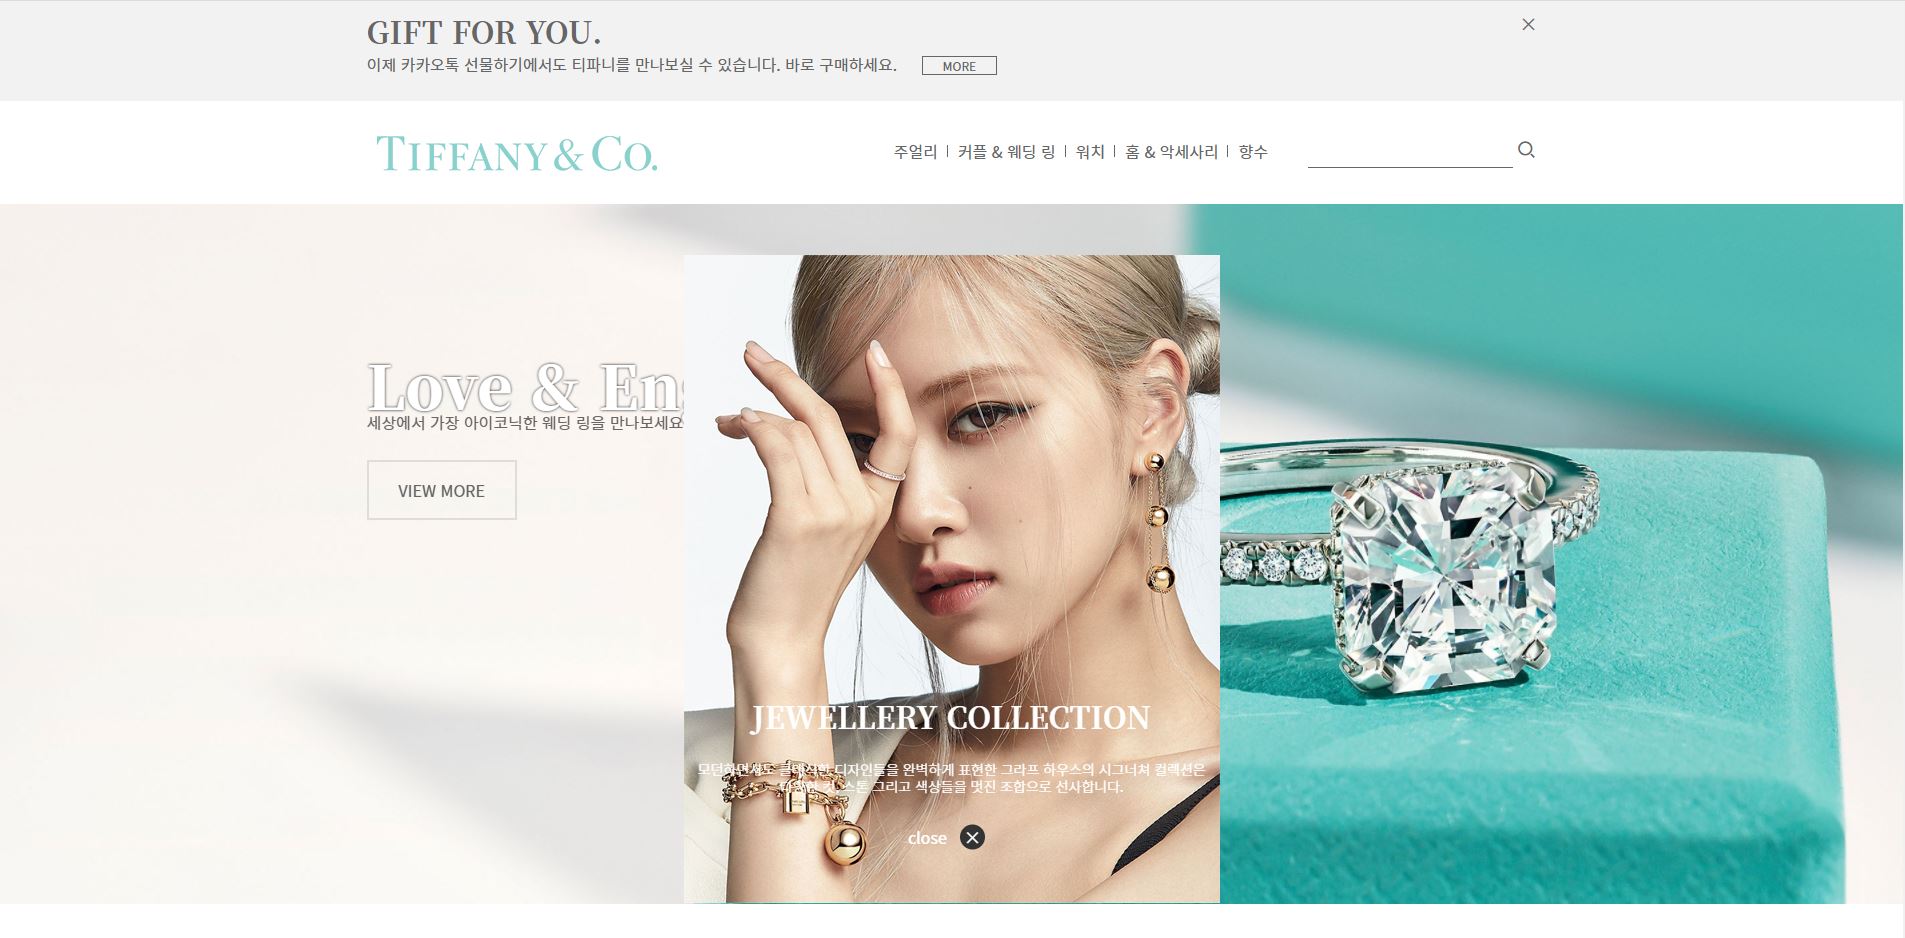 GIFT FOR YOU.
이제 카카오톡 선물하기에서도 티파니를 만나보실 수 있습니다. 바로 구매하세요.
MORE
TIFFANY & CO.
주얼리 | 커플 & 웨딩 링 | 워치 | 홈 & 악세사리 | 향수
Love & En
세상에서 가장 아이코닉한 웨딩 링을 만나보세요
VIEW MORE
JEWELLERY COLLECTION
모던하면서도 클래식한 디자인들을 완벽하게 표현한 그라프 하우스의 시그너쳐 컬렉션은
스톤 그리고 색상들을 멋진 조합으로 선사합니다.
close